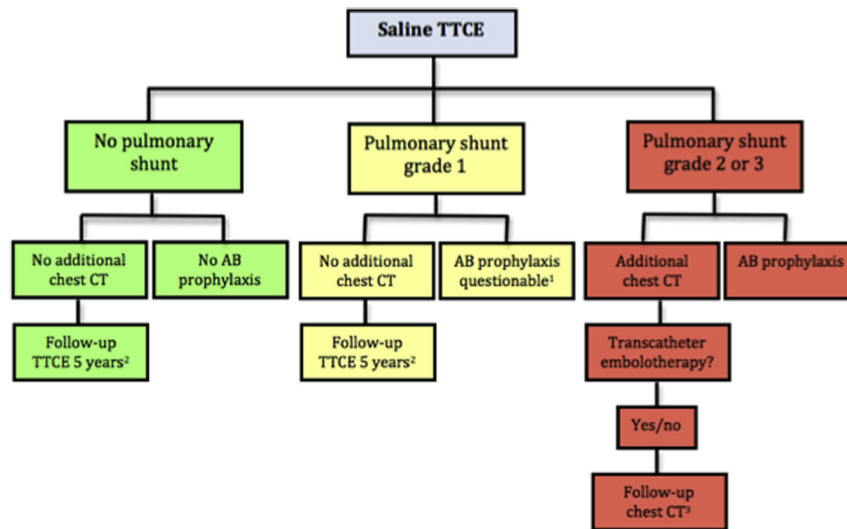 Saline TTCE
No pulmonary
shunt
Pulmonary shunt
grade 1
Pulmonary shunt
grade 2 or 3
No additional
chest CT
No AB
prophylaxis
No additional
chest CT
AB prophylaxis
questionable¹
Additional
chest CT
AB prophylaxis
Follow-up
TTCE 5 years²
Follow-up
TTCE 5 years²
Transcatheter
embolotherapy?
Yes/no
Follow-up
chest CT³